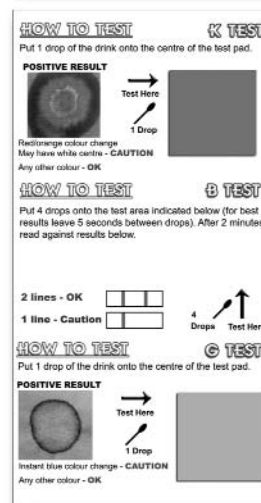 HOW TO TEST K TEST
Put 1 drop of the drink onto the centre of the test pad.
POSITIVE RESULT
Test Here
1 Drop
Red/orange colour change
May have white centre - CAUTION
Any other colour - OK
HOW TO TEST B TEST
Put 4 drops onto the test area indicated below (for best
results leave 5 seconds between drops). After 2 minutes
read against results below.
2 lines - OK
1 line - Caution
4
Drops Test Her
HOW TO TEST G TEST
Put 1 drop of the drink onto the centre of the test pad.
POSITIVE RESULT
Test Here
1 Drop
Instant blue colour change - CAUTION
Any other colour - OK